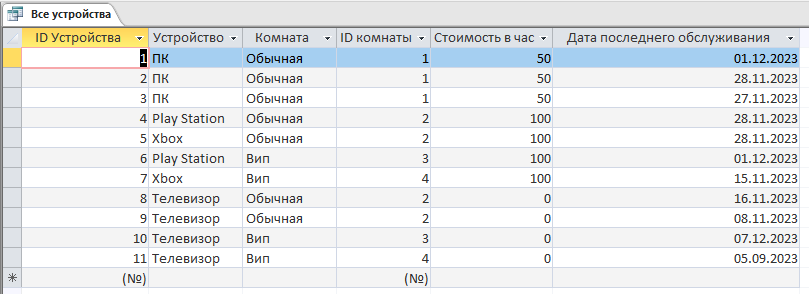 Все устройства
ID Устройства Устройство Комната ID комнаты Стоимость в час Дата последнего обслуживания
1 ПК Обычная 1 50 01.12.2023
2 ПК Обычная 1 50 28.11.2023
3 ПК Обычная 1 50 27.11.2023
4 Play Station Обычная 2 100 28.11.2023
5 Xbox Обычная 2 100 28.11.2023
6 Play Station Вип 3 100 01.12.2023
7 Xbox Вип 4 100 15.11.2023
8 Телевизор Обычная 2 0 16.11.2023
9 Телевизор Обычная 2 0 08.11.2023
10 Телевизор Вип 3 0 07.12.2023
11 Телевизор Вип 4 0 05.09.2023
(№) (№)